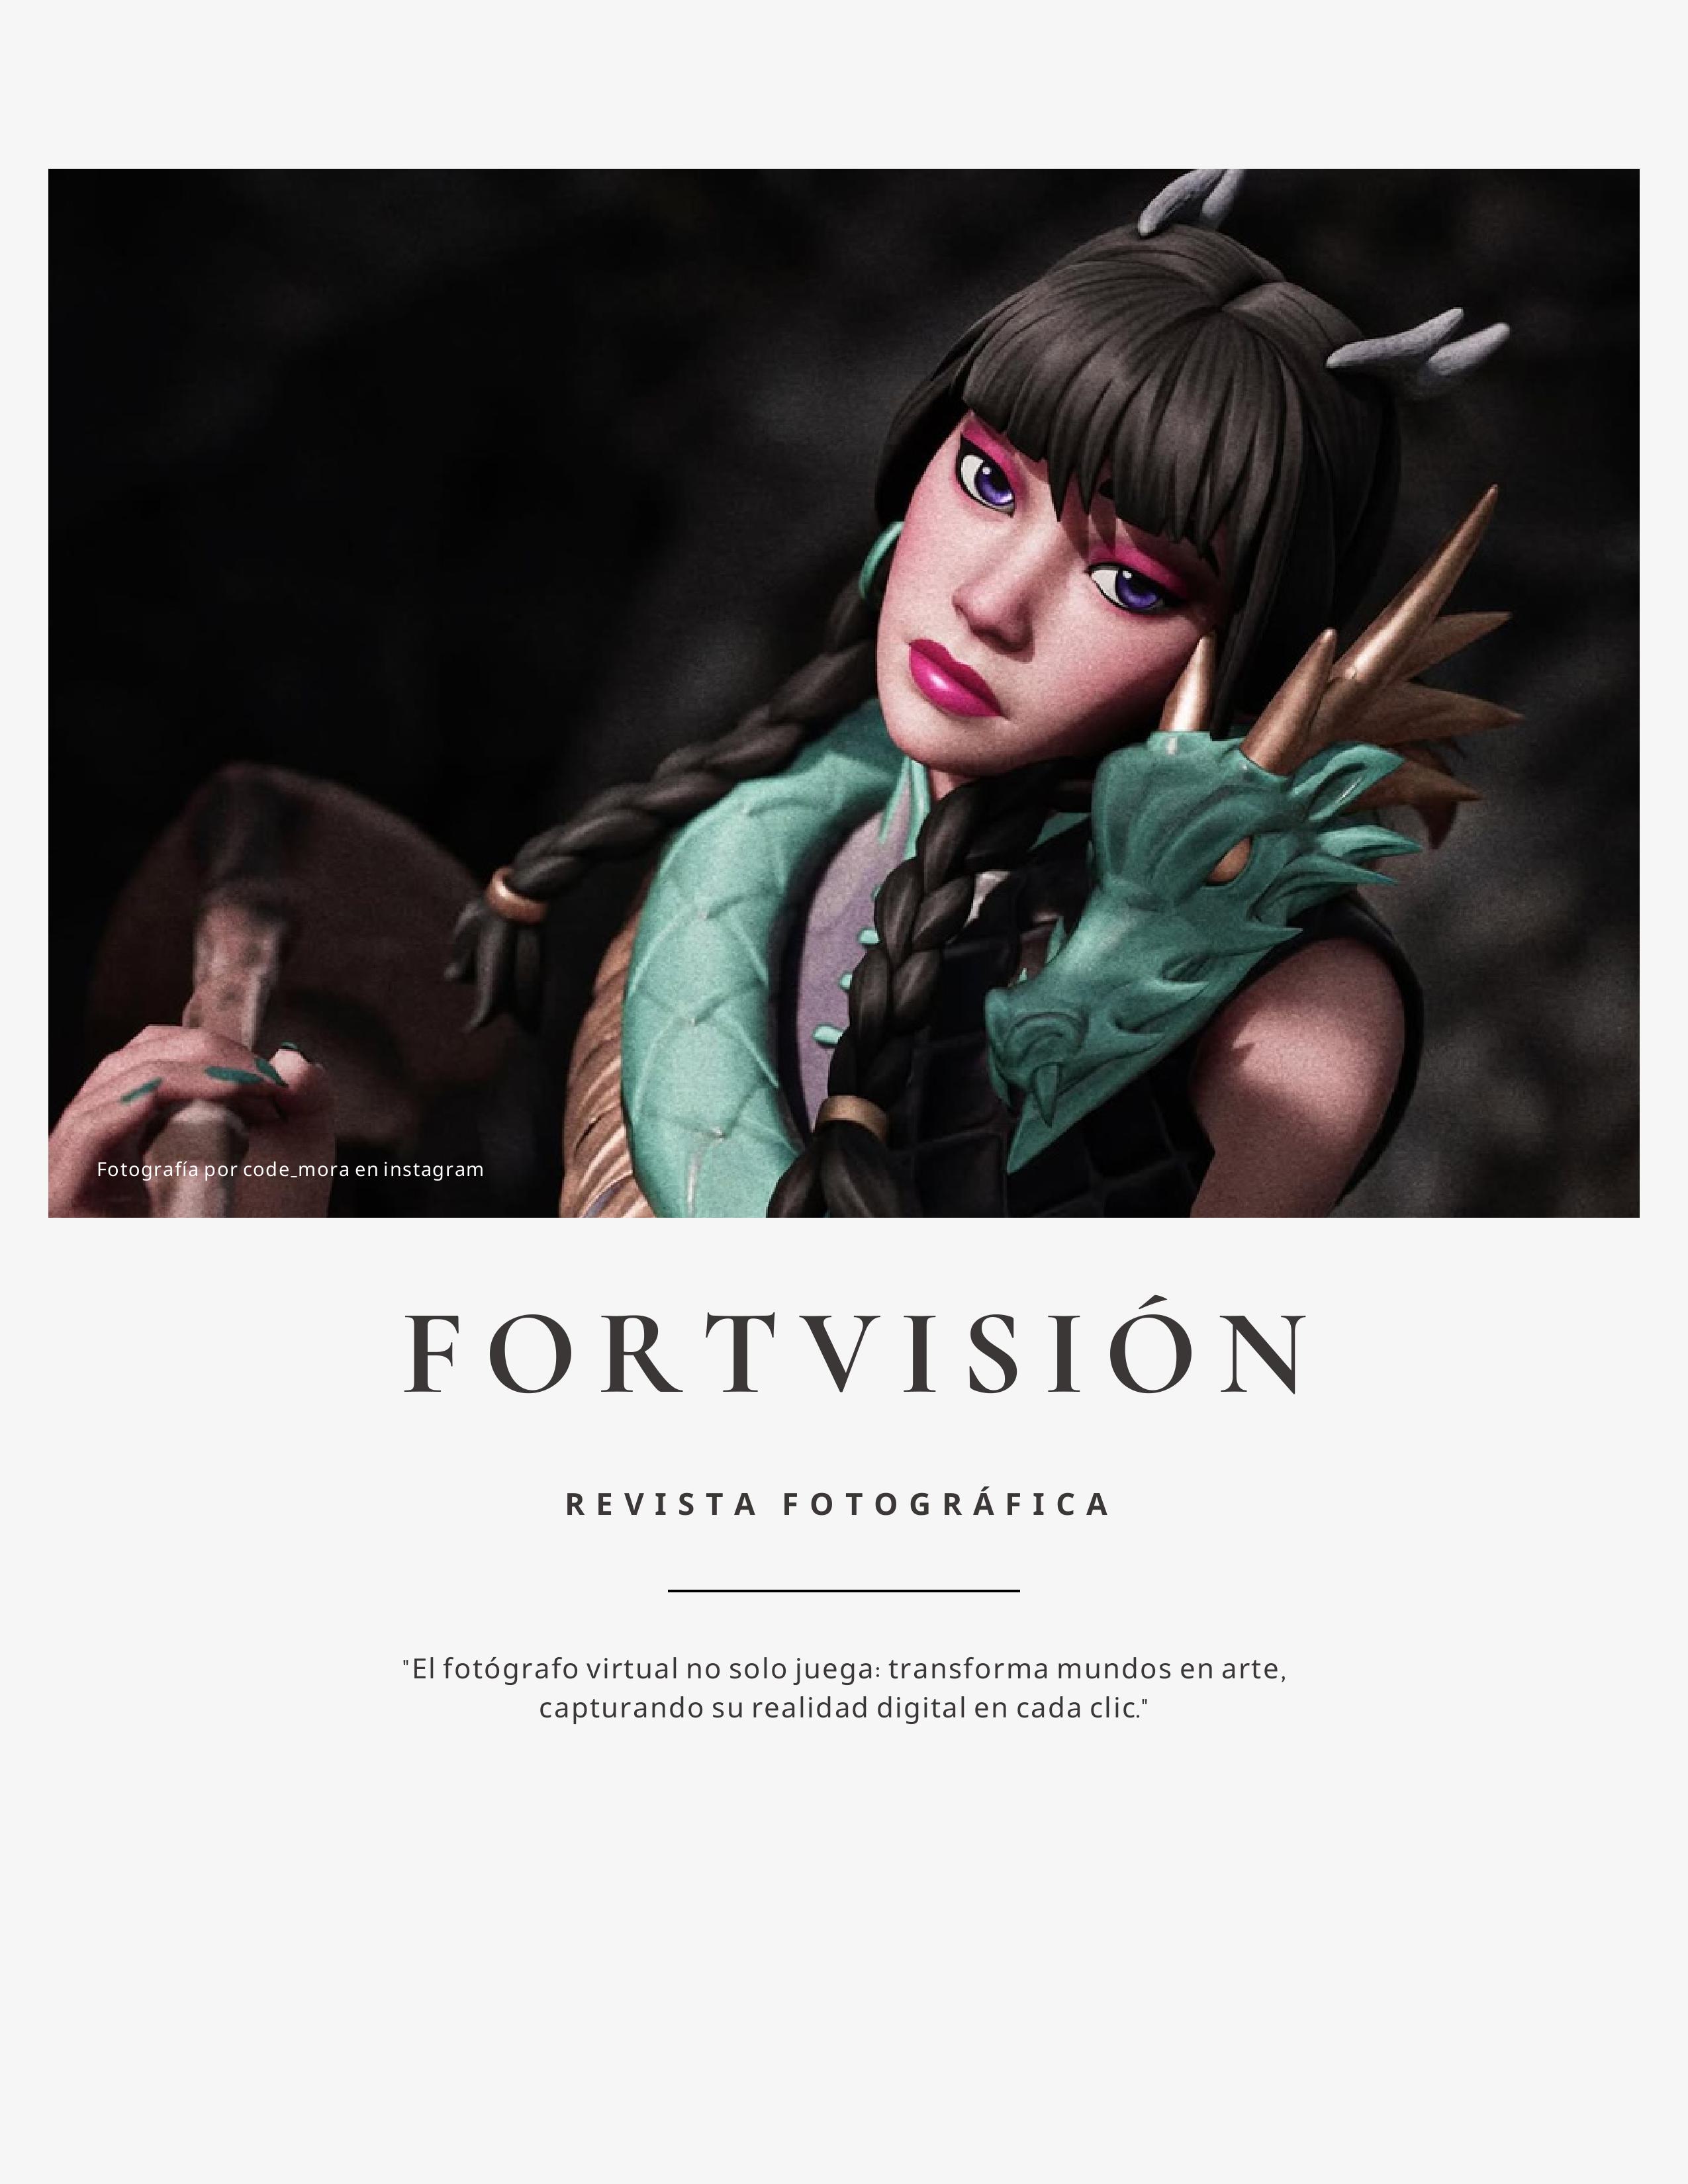 Fotografía por code_mora en instagram
FORTVISIÓN
REVISTA FOTOGRÁFICA
"El fotógrafo virtual no solo juega: transforma mundos en arte,
capturando su realidad digital en cada clic."